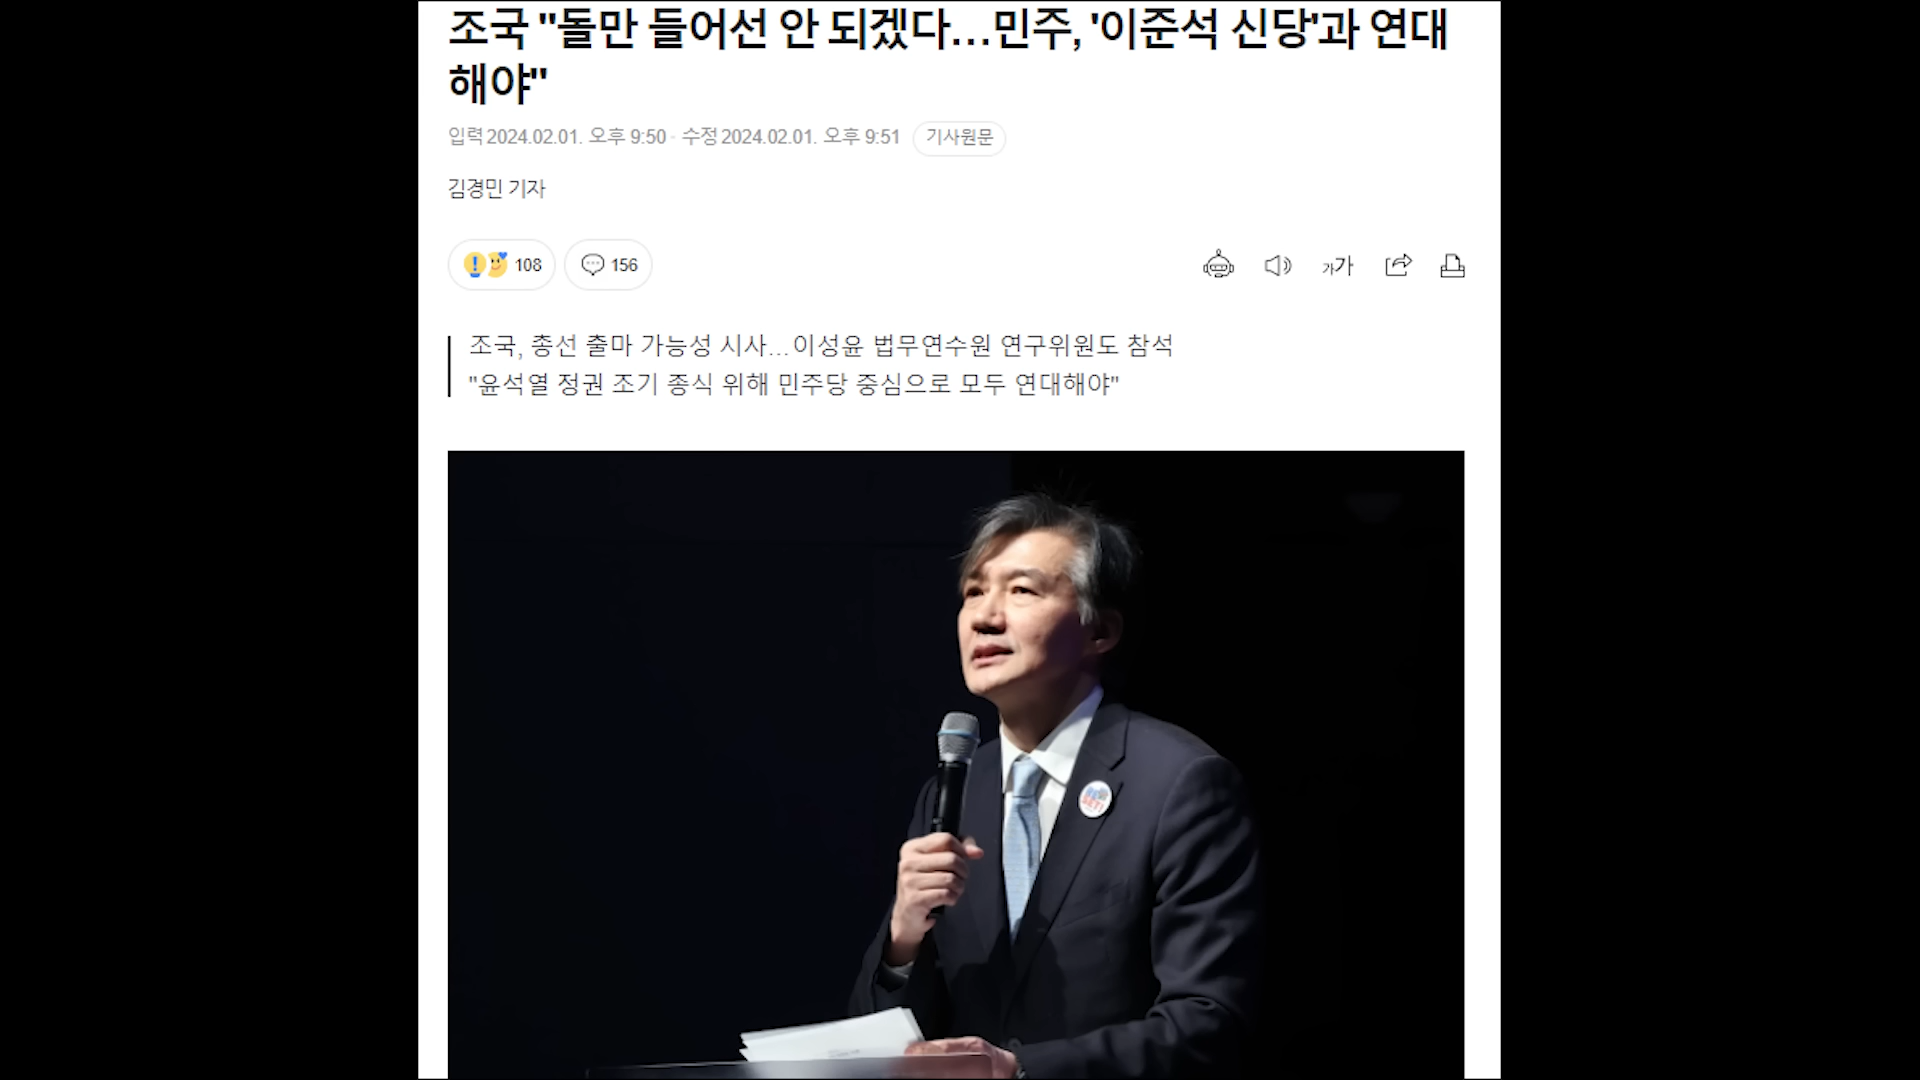 조국 "돌만 들어선 안 되겠다…민주, '이준석 신당'과 연대
해야"
입력 2024.02.01. 오후 9:50 · 수정 2024.02.01. 오후 9:51 기사원문
김경민 기자
108 156
가가
조국, 총선 출마 가능성 시사…이성윤 법무연수원 연구위원도 참석
"윤석열 정권 조기 종식 위해 민주당 중심으로 모두 연대해야"